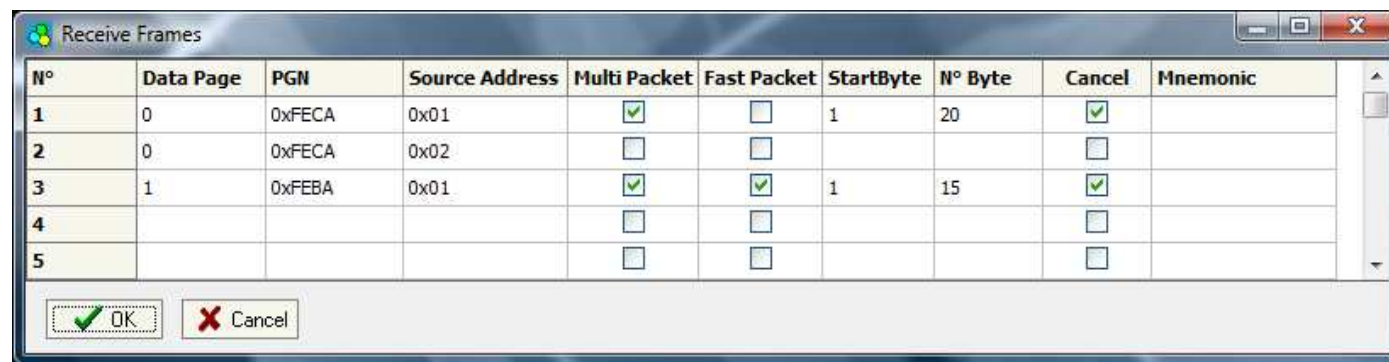 Receive Frames
N° Data Page PGN Source Address Multi Packet Fast Packet StartByte N° Byte Cancel Mnemonic
1 0 0xFECA 0x01 1 20
2 0 0xFECA 0x02
3 1 0xFEBA 0x01 1 15
4
5
OK Cancel